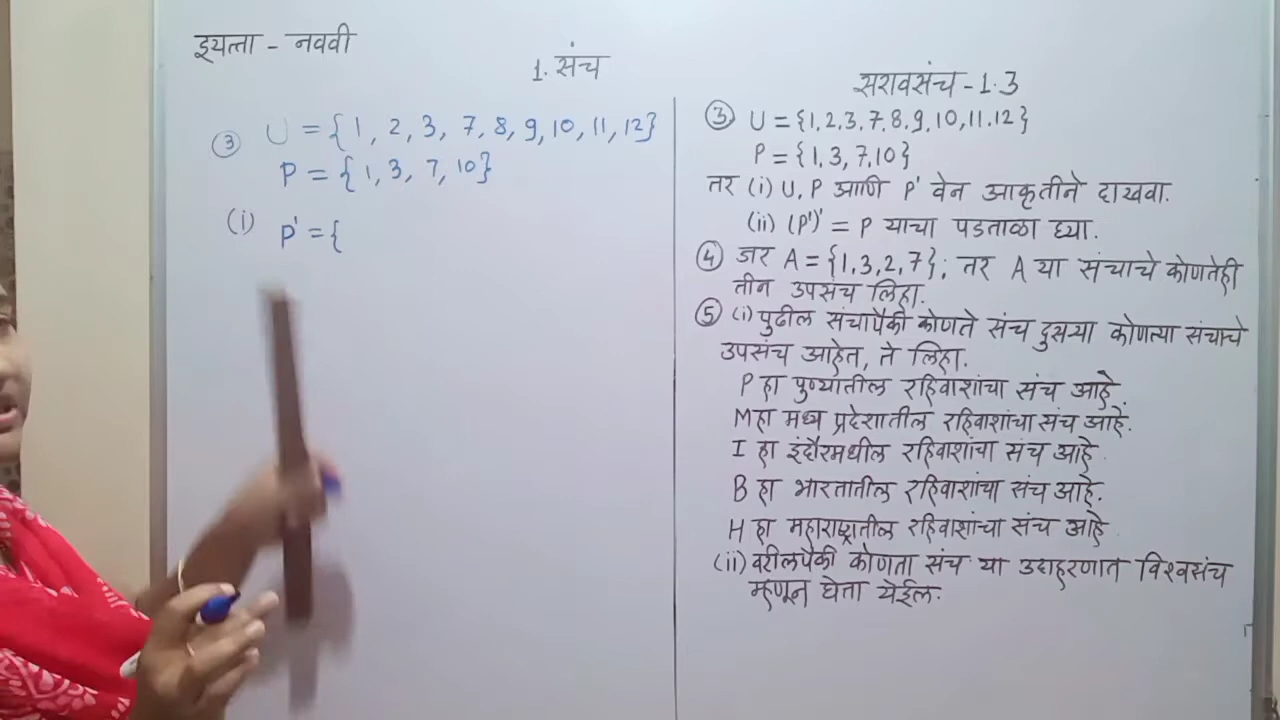 इयत्ता - नववी
1. संच
③ U = {1, 2, 3, 7, 8, 9, 10, 11, 12}
P = {1, 3, 7, 10}
(i) P' = {
सरावसंच - 1.3
③ U = {1, 2, 3, 7, 8, 9, 10, 11. 12}
P = {1, 3, 7, 10}
तर (i) U, P आणि P' वेन आकृतीने दाखवा.
(ii) (P')' = P याचा पडताळा घ्या.
④ जर A = {1, 3, 2, 7}; तर A या संचाचे कोणतेही
तीन उपसंच लिहा.
⑤ (i) पुढील संचापैकी कोणते संच दुसऱ्या कोणत्या संचाचे
उपसंच आहेत, ते लिहा.
P हा पुण्यातील रहिवाशांचा संच आहे.
M हा मध्य प्रदेशातील रहिवाशांचा संच आहे.
I हा इंदौरमधील रहिवाशांचा संच आहे.
B हा भारतातील रहिवाशांचा संच आहे.
H हा महाराष्ट्रातील रहिवाशांचा संच आहे.
(ii) वरीलपैकी कोणता संच या उदाहरणात विश्वसंच
म्हणून घेता येईल.